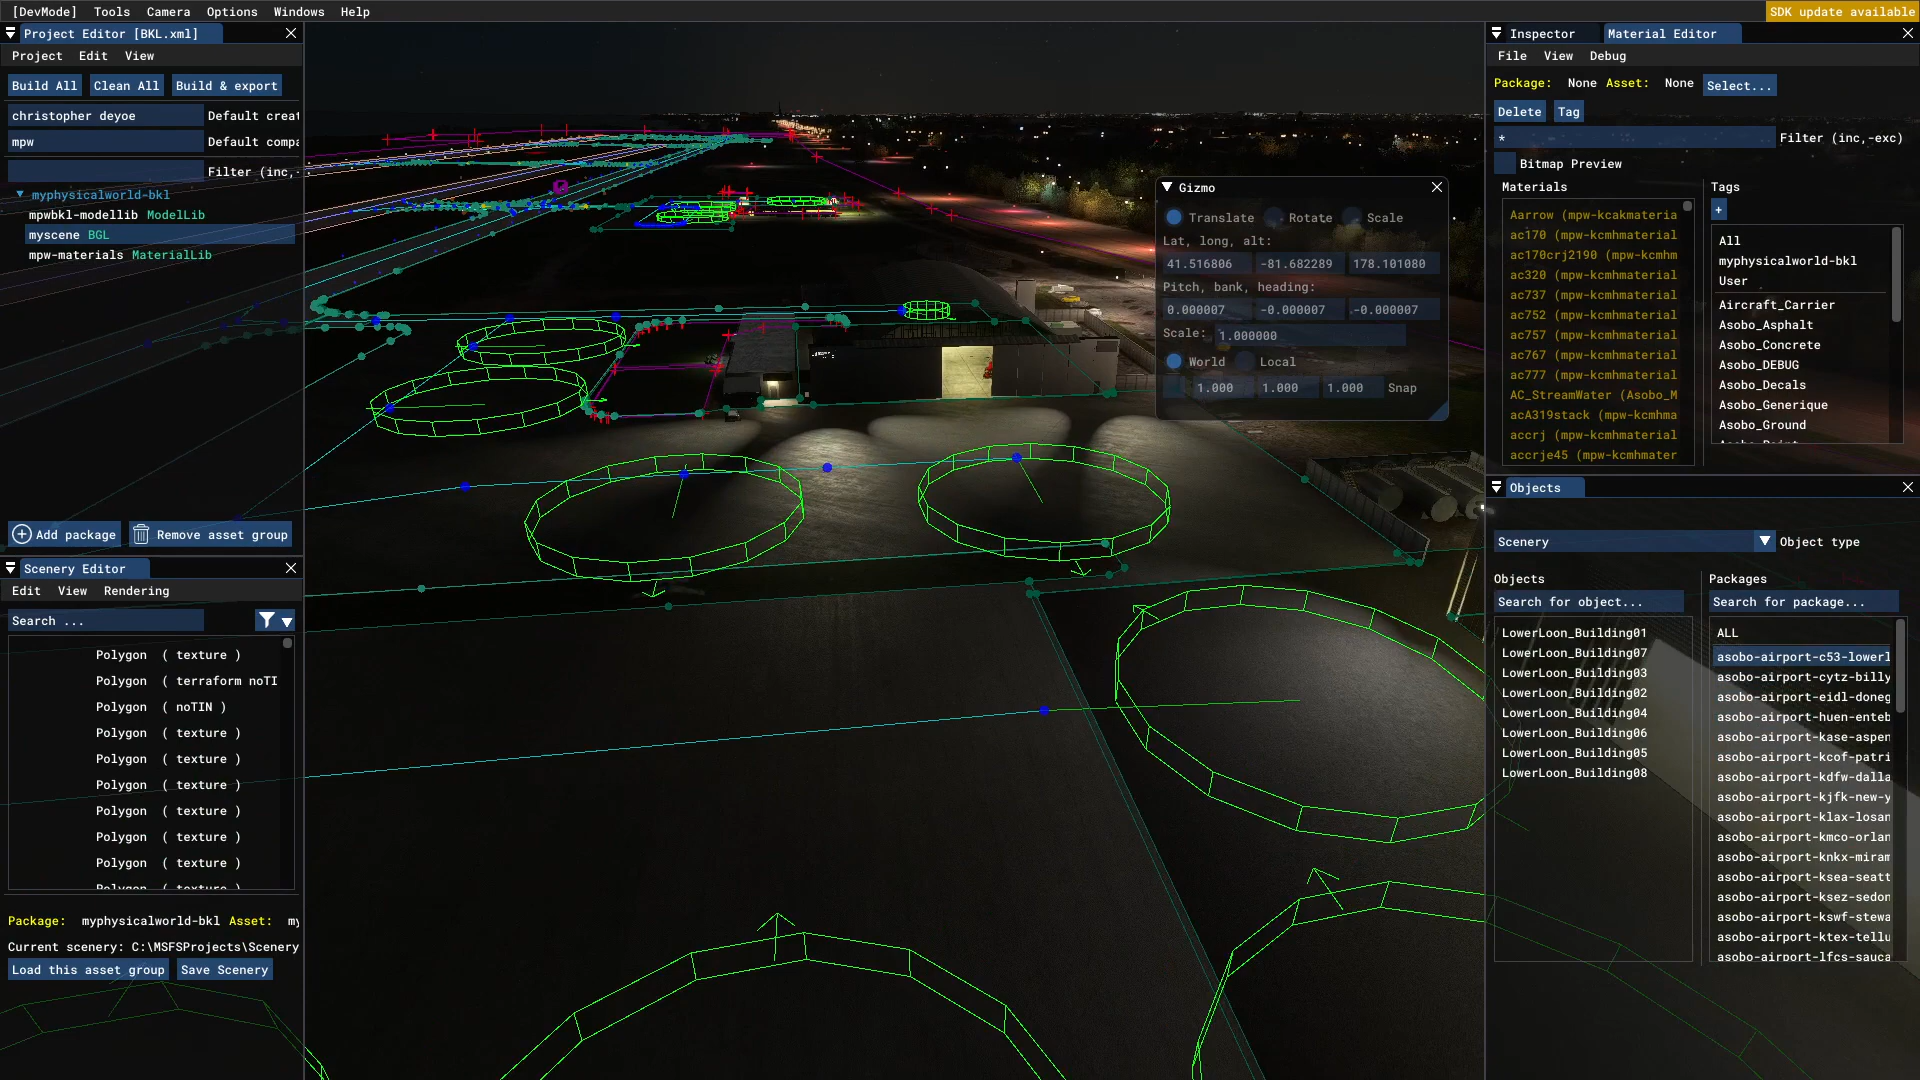 [DevMode] Tools Camera Options Windows Help
SDK update available
Project Editor [BKL.xml]
Project Edit View
Build All Clean All Build & export
christopher deyoe Default creat
mpw Default compa
Filter (inc,-
myphysicalworld-bkl
mpwbkl-modellib ModelLib
myscene BGL
mpw-materials MaterialLib
Add package Remove asset group
Scenery Editor
Edit View Rendering
Search ...
Polygon ( texture )
Polygon ( terraform noTI
Polygon ( noTIN )
Polygon ( texture )
Polygon ( texture )
Polygon ( texture )
Polygon ( texture )
Polygon ( texture )
Polygon ( texture )
Polygon ( texture )
Package: myphysicalworld-bkl Asset: my
Current scenery: C:\MSFSProjects\Scenery
Load this asset group Save Scenery
Gizmo
Translate Rotate Scale
Lat, long, alt:
41.516806 -81.682289 178.101080
Pitch, bank, heading:
0.000007 -0.000007 -0.000007
Scale: 1.000000
World Local
1.000 1.000 1.000 Snap
Inspector Material Editor
File View Debug
Package: None Asset: None Select...
Delete Tag
* Filter (inc,-exc)
Bitmap Preview
Materials
Aarrow (mpw-kcakmateria
ac170 (mpw-kcmhmaterial
ac170crj2190 (mpw-kcmhm
ac320 (mpw-kcmhmaterial
ac737 (mpw-kcmhmaterial
ac752 (mpw-kcmhmaterial
ac757 (mpw-kcmhmaterial
ac767 (mpw-kcmhmaterial
ac777 (mpw-kcmhmaterial
AC_StreamWater (Asobo_M
acA319stack (mpw-kcmhma
accrj (mpw-kcmhmaterial
accrje45 (mpw-kcmhmater
Tags
+
All
myphysicalworld-bkl
User
Aircraft_Carrier
Asobo_Asphalt
Asobo_Concrete
Asobo_DEBUG
Asobo_Decals
Asobo_Generique
Asobo_Ground
Objects
Scenery Object type
Objects
Search for object...
LowerLoon_Building01
LowerLoon_Building07
LowerLoon_Building03
LowerLoon_Building02
LowerLoon_Building04
LowerLoon_Building06
LowerLoon_Building05
LowerLoon_Building08
Packages
Search for package...
ALL
asobo-airport-c53-lowerl
asobo-airport-cytz-billy
asobo-airport-eidl-doneg
asobo-airport-huen-enteb
asobo-airport-kase-aspen
asobo-airport-kcof-patri
asobo-airport-kdfw-dalla
asobo-airport-kjfk-new-y
asobo-airport-klax-losan
asobo-airport-kmco-orlan
asobo-airport-knkx-miram
asobo-airport-ksea-seatt
asobo-airport-ksez-sedon
asobo-airport-kswf-stewa
asobo-airport-ktex-tellu
asobo-airport-lfcs-sauca